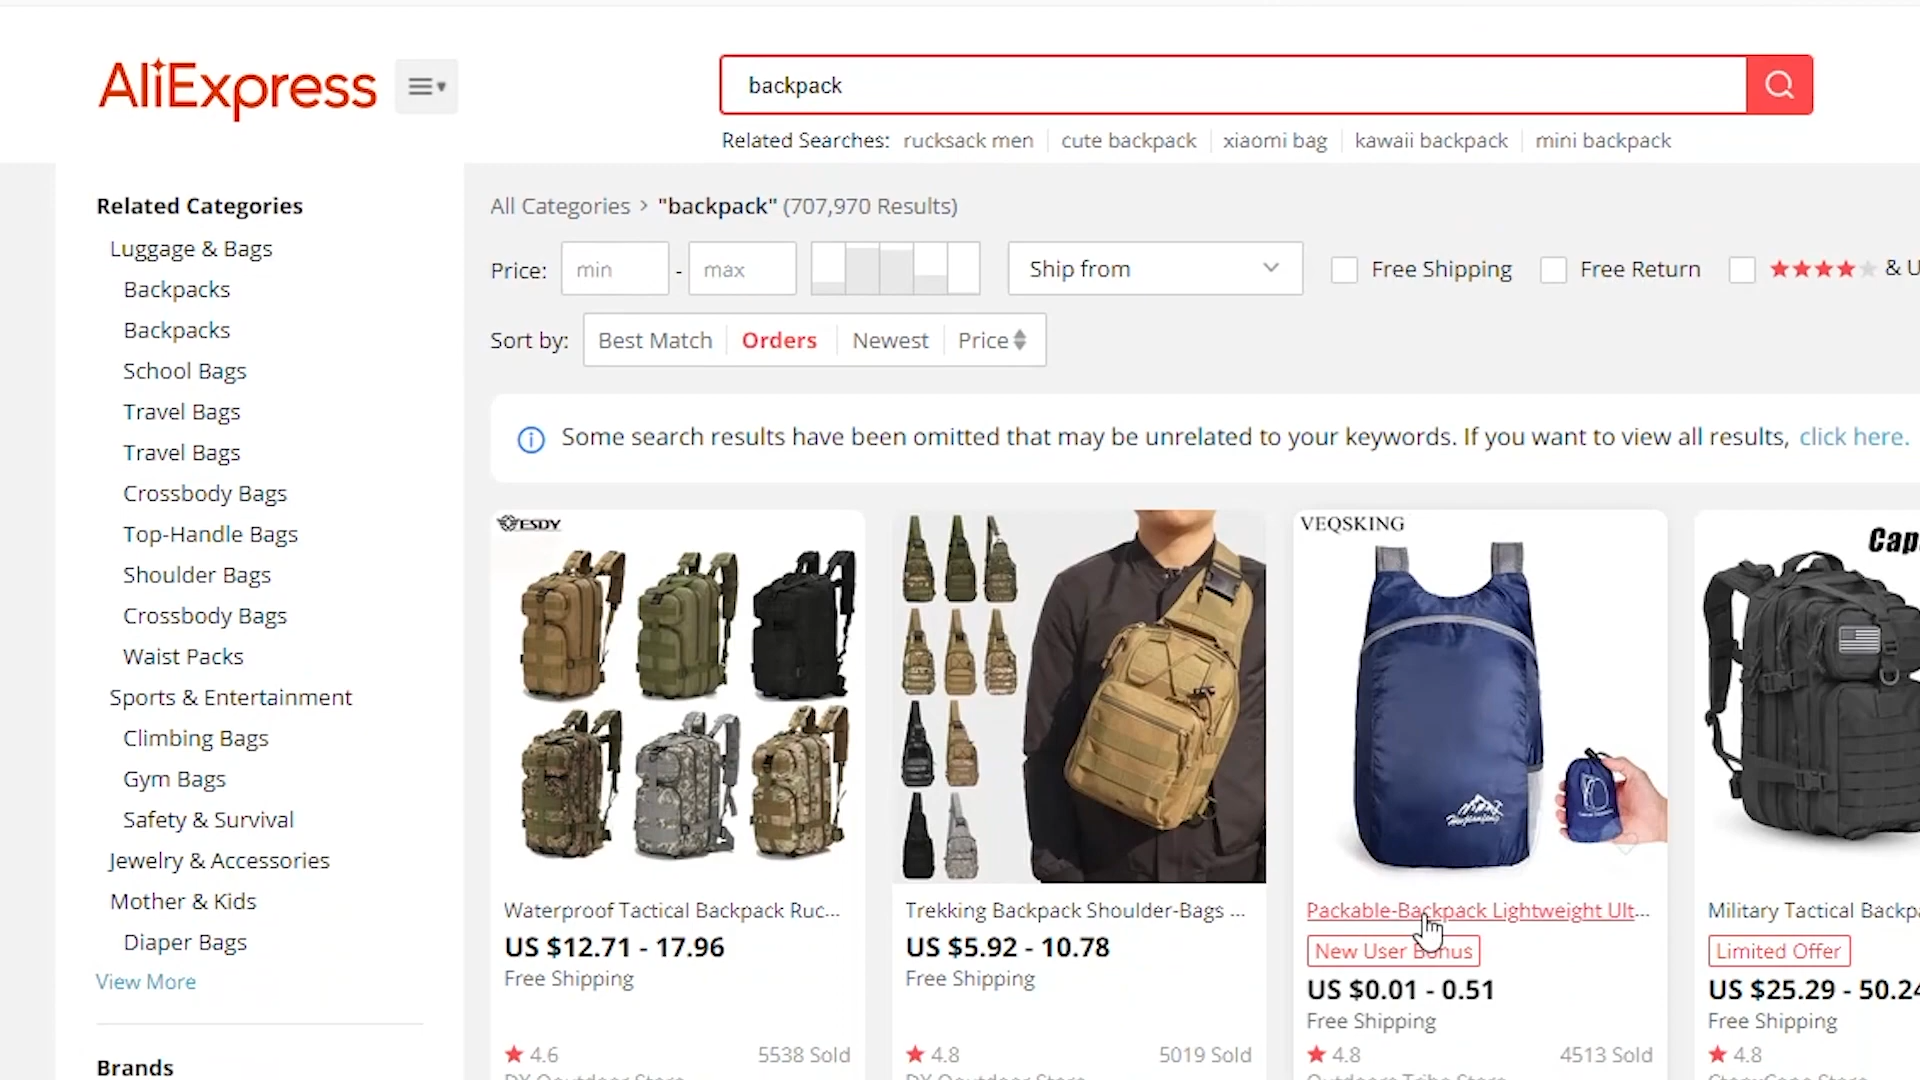 AliExpress
backpack
Related Searches: rucksack men cute backpack xiaomi bag kawaii backpack mini backpack
Related Categories
Luggage & Bags
Backpacks
Backpacks
School Bags
Travel Bags
Travel Bags
Crossbody Bags
Top-Handle Bags
Shoulder Bags
Crossbody Bags
Waist Packs
Sports & Entertainment
Climbing Bags
Gym Bags
Safety & Survival
Jewelry & Accessories
Mother & Kids
Diaper Bags
View More
Brands
All Categories > "backpack" (707,970 Results)
Price: min - max Ship from Free Shipping Free Return & U
Sort by: Best Match Orders Newest Price
Some search results have been omitted that may be unrelated to your keywords. If you want to view all results, click here.
ESDY
Waterproof Tactical Backpack Ruc...
US $12.71 - 17.96
Free Shipping
4.6 5538 Sold
Trekking Backpack Shoulder-Bags ...
US $5.92 - 10.78
Free Shipping
4.8 5019 Sold
VEQSKING
Packable-Backpack Lightweight Ult...
New User Bonus
US $0.01 - 0.51
Free Shipping
4.8 4513 Sold
Cap
Military Tactical Backpa
Limited Offer
US $25.29 - 50.24
Free Shipping
4.8